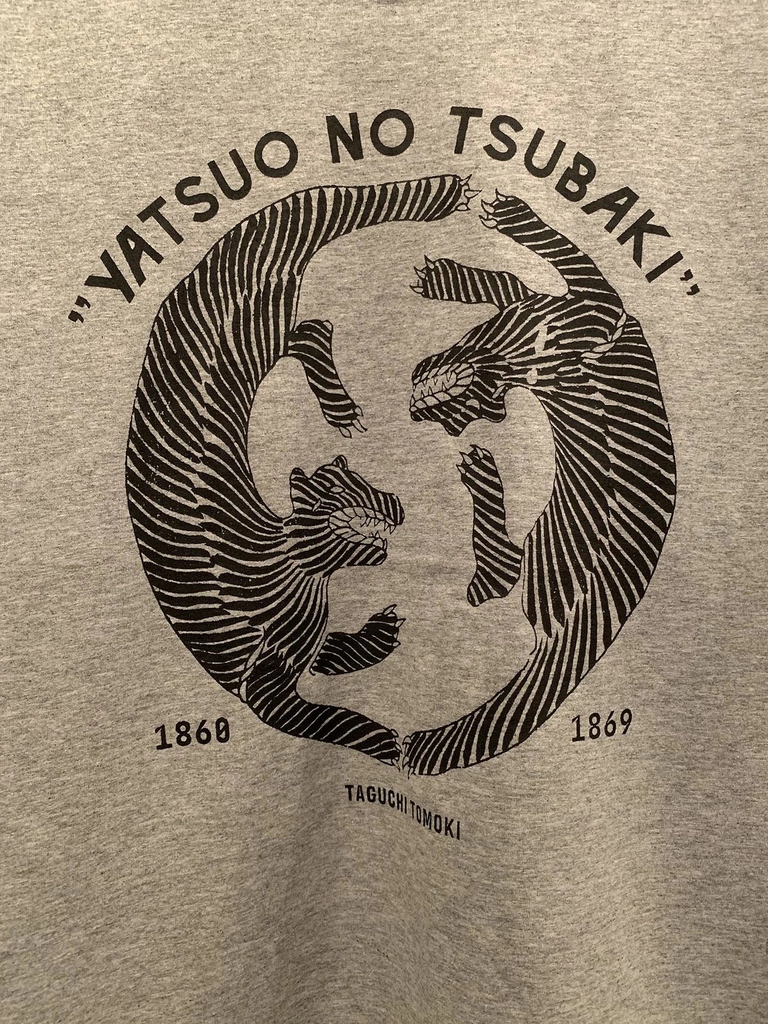 ”YATSUO NO TSUBAKI”
1860
1869
TAGUCHI TOMOKI